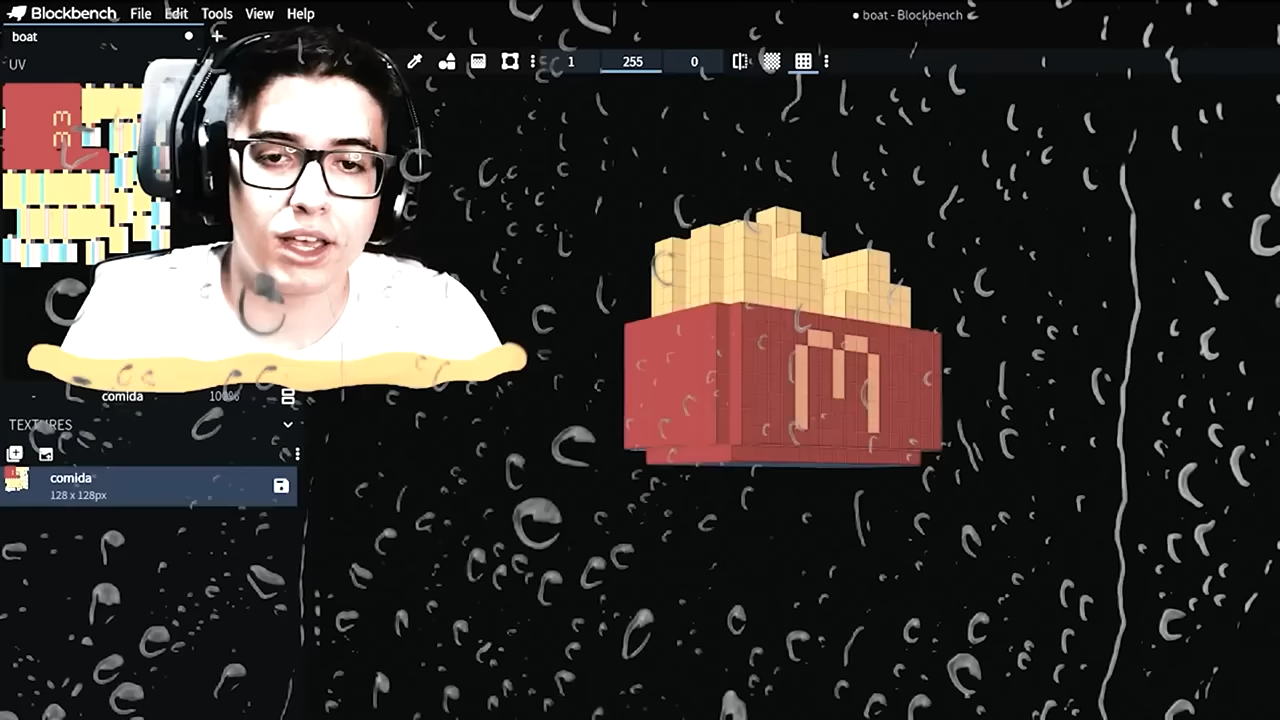 Blockbench File Edit Tools View Help
boat - Blockbench
boat
UV
1 255 0
comida 100%
TEXTURES
comida
128 x 128px
m